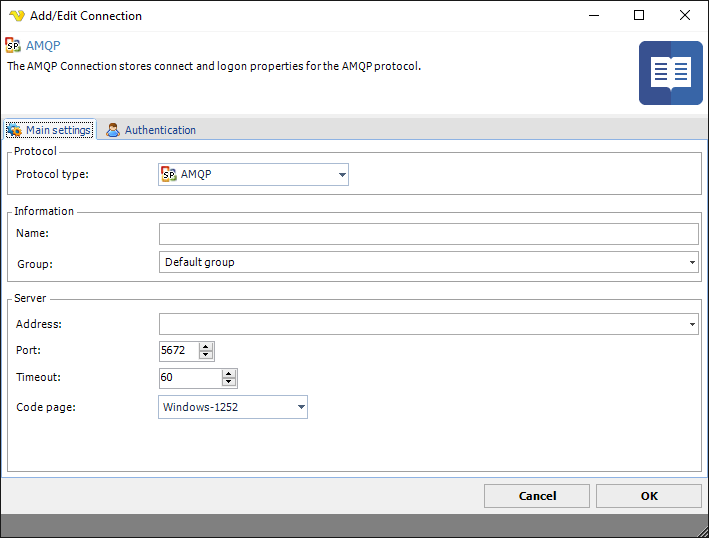 Add/Edit Connection
SP AMQP
The AMQP Connection stores connect and logon properties for the AMQP protocol.
Main settings Authentication
Protocol
Protocol type: SP AMQP
Information
Name:
Group: Default group
Server
Address:
Port: 5672
Timeout: 60
Code page: Windows-1252
Cancel OK